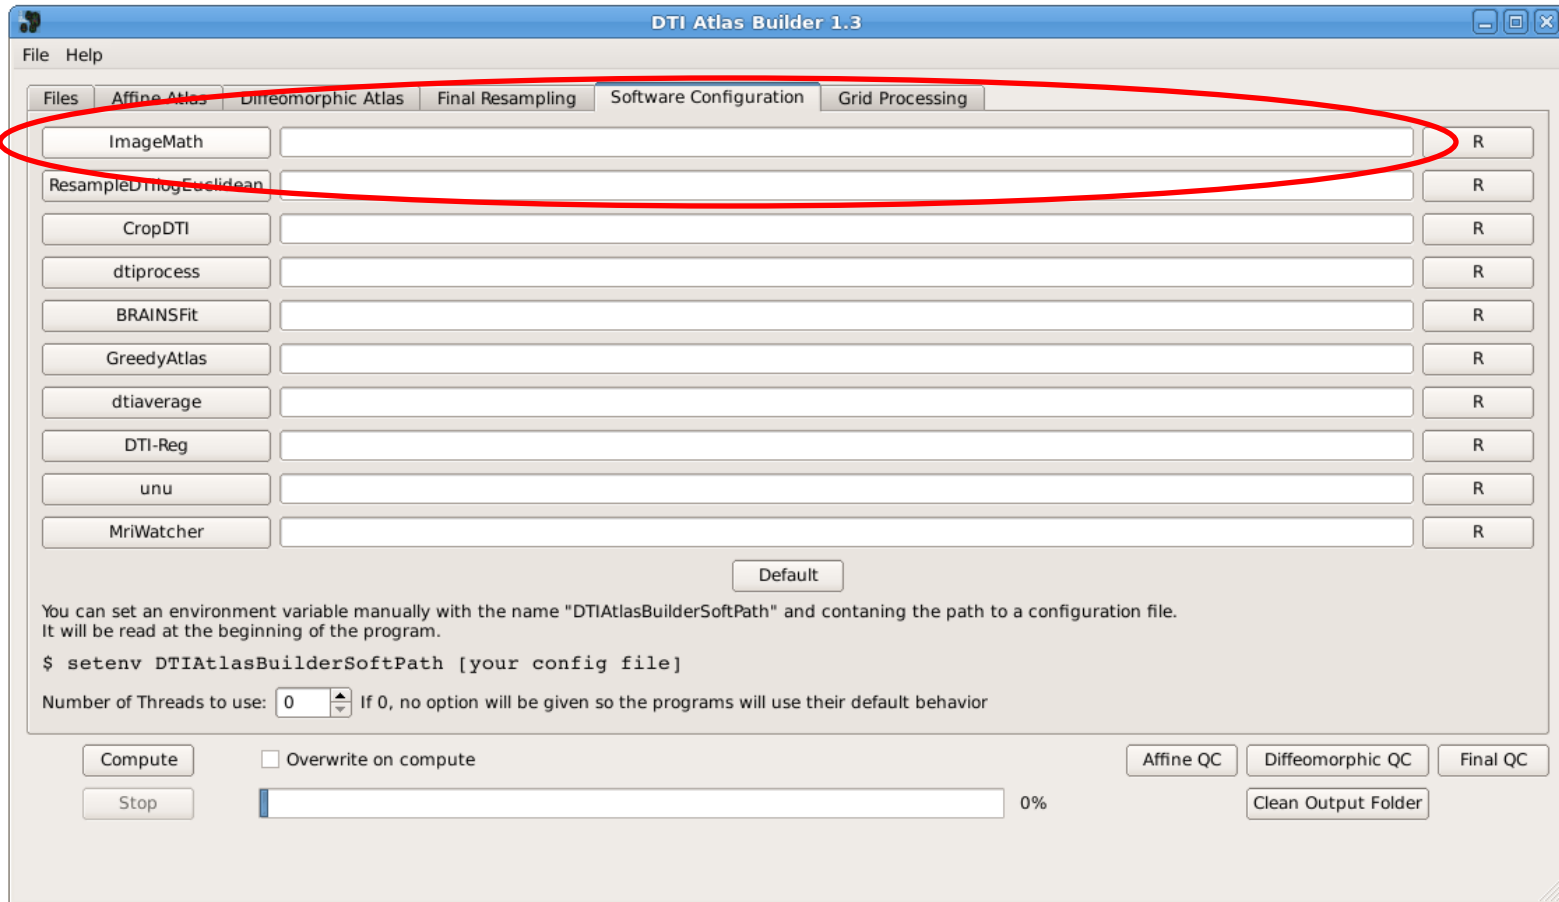 DTI Atlas Builder 1.3
File Help
Files Affine Atlas Diffeomorphic Atlas Final Resampling Software Configuration Grid Processing
ImageMath R
ResampleDTIlogEuclidean R
CropDTI R
dtiprocess R
BRAINSFit R
GreedyAtlas R
dtiaverage R
DTI-Reg R
unu R
MriWatcher R
Default
You can set an environment variable manually with the name "DTIAtlasBuilderSoftPath" and contaning the path to a configuration file.
It will be read at the beginning of the program.
$ setenv DTIAtlasBuilderSoftPath [your config file]
Number of Threads to use: 0 If 0, no option will be given so the programs will use their default behavior
Compute Overwrite on compute Affine QC Diffeomorphic QC Final QC
Stop 0% Clean Output Folder